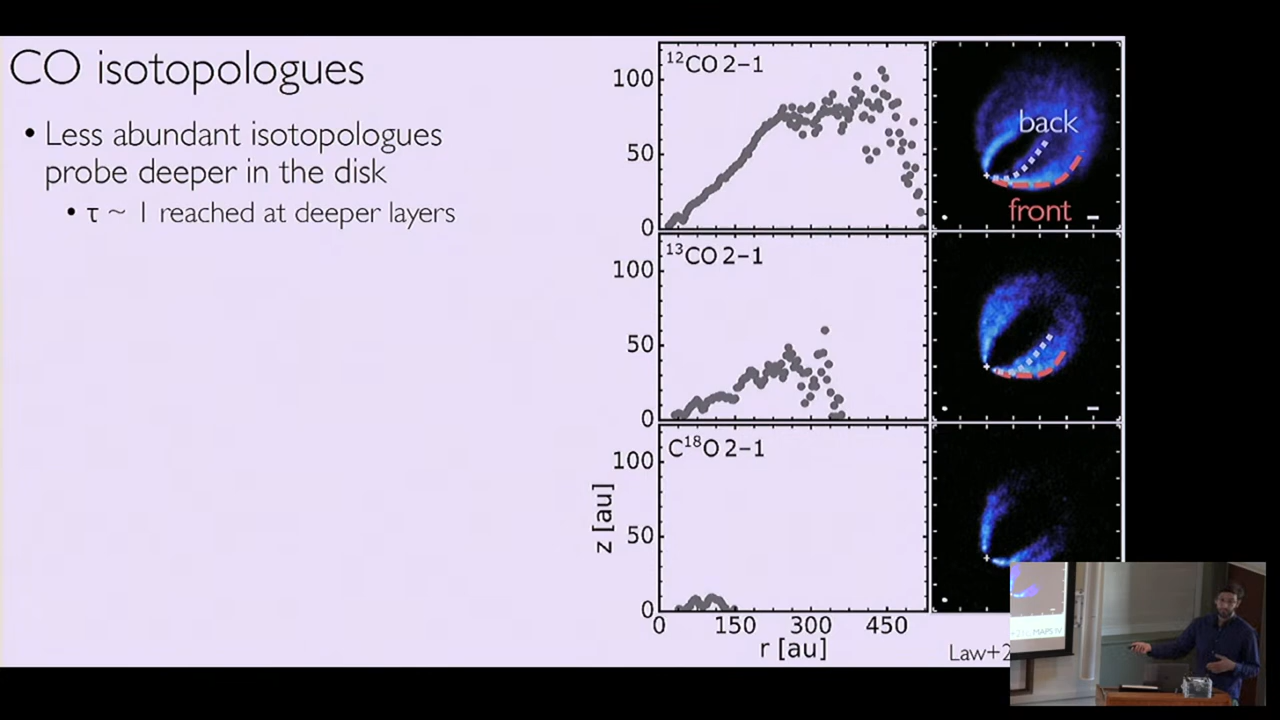 CO isotopologues
• Less abundant isotopologues
probe deeper in the disk
• τ ~ 1 reached at deeper layers
12CO 2−1
100
50
0
back
front
13CO 2−1
100
50
0
C18O 2−1
100
50
0
z [au]
0 150 300 450
r [au]
Law+2